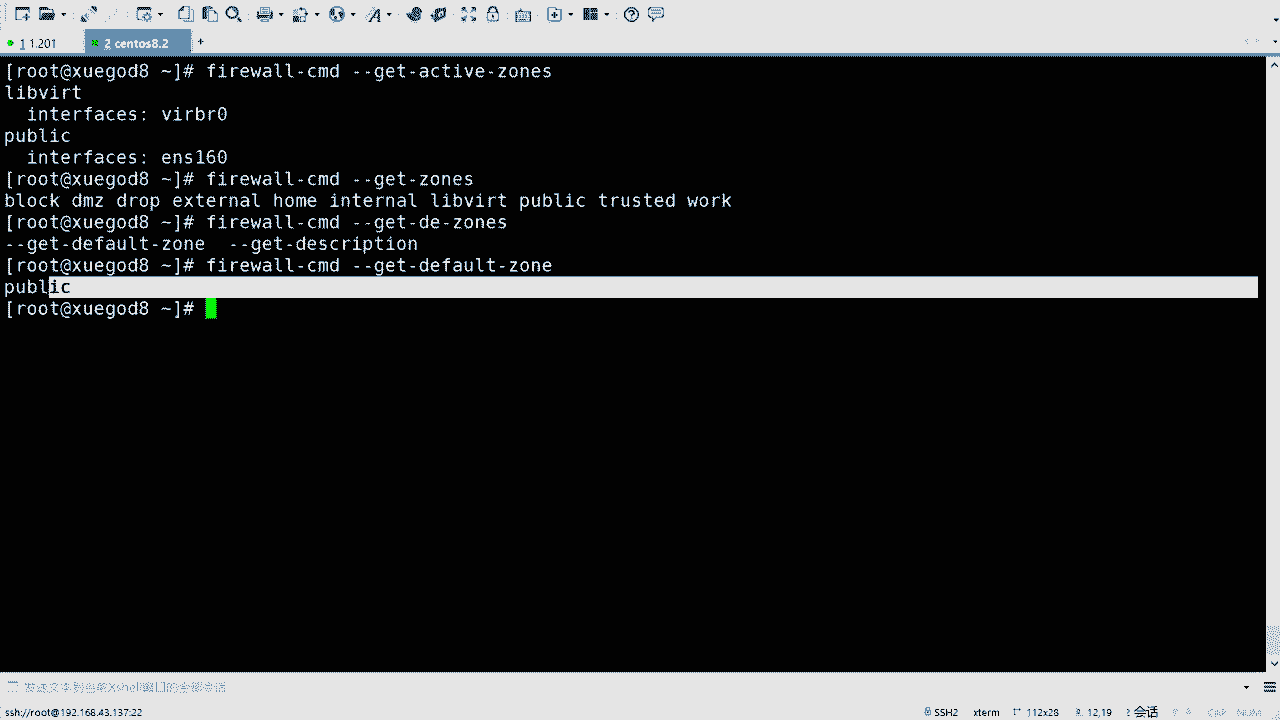 1 1.201
2 centos8.2
+
[root@xuegod8 ~]# firewall-cmd --get-active-zones
libvirt
  interfaces: virbr0
public
  interfaces: ens160
[root@xuegod8 ~]# firewall-cmd --get-zones
block dmz drop external home internal libvirt public trusted work
[root@xuegod8 ~]# firewall-cmd --get-de-zones
--get-default-zone  --get-description
[root@xuegod8 ~]# firewall-cmd --get-default-zone
public
[root@xuegod8 ~]#
ssh://root@192.168.43.137:22
SSH2 xterm 112x28 12,19 2 会话